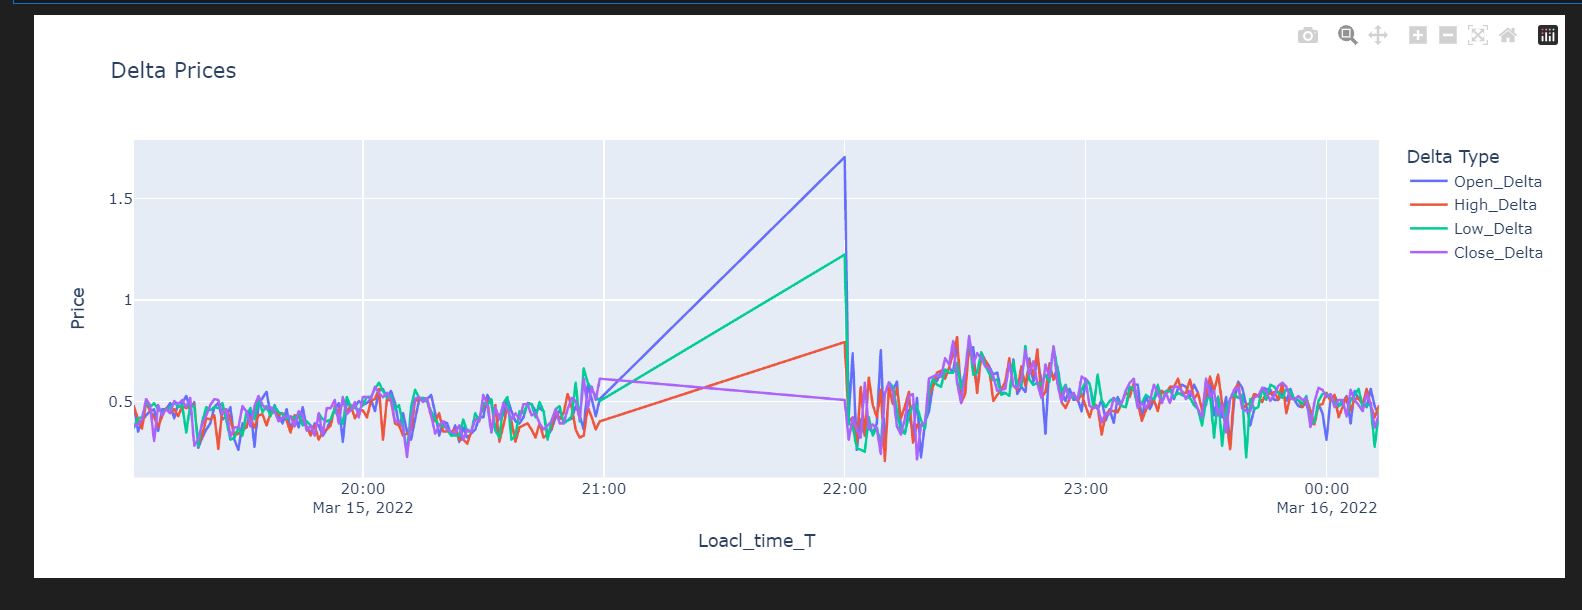 Delta Prices
Price
1.5
1
0.5
20:00
Mar 15, 2022
21:00
22:00
23:00
00:00
Mar 16, 2022
Loacl_time_T
Delta Type
Open_Delta
High_Delta
Low_Delta
Close_Delta